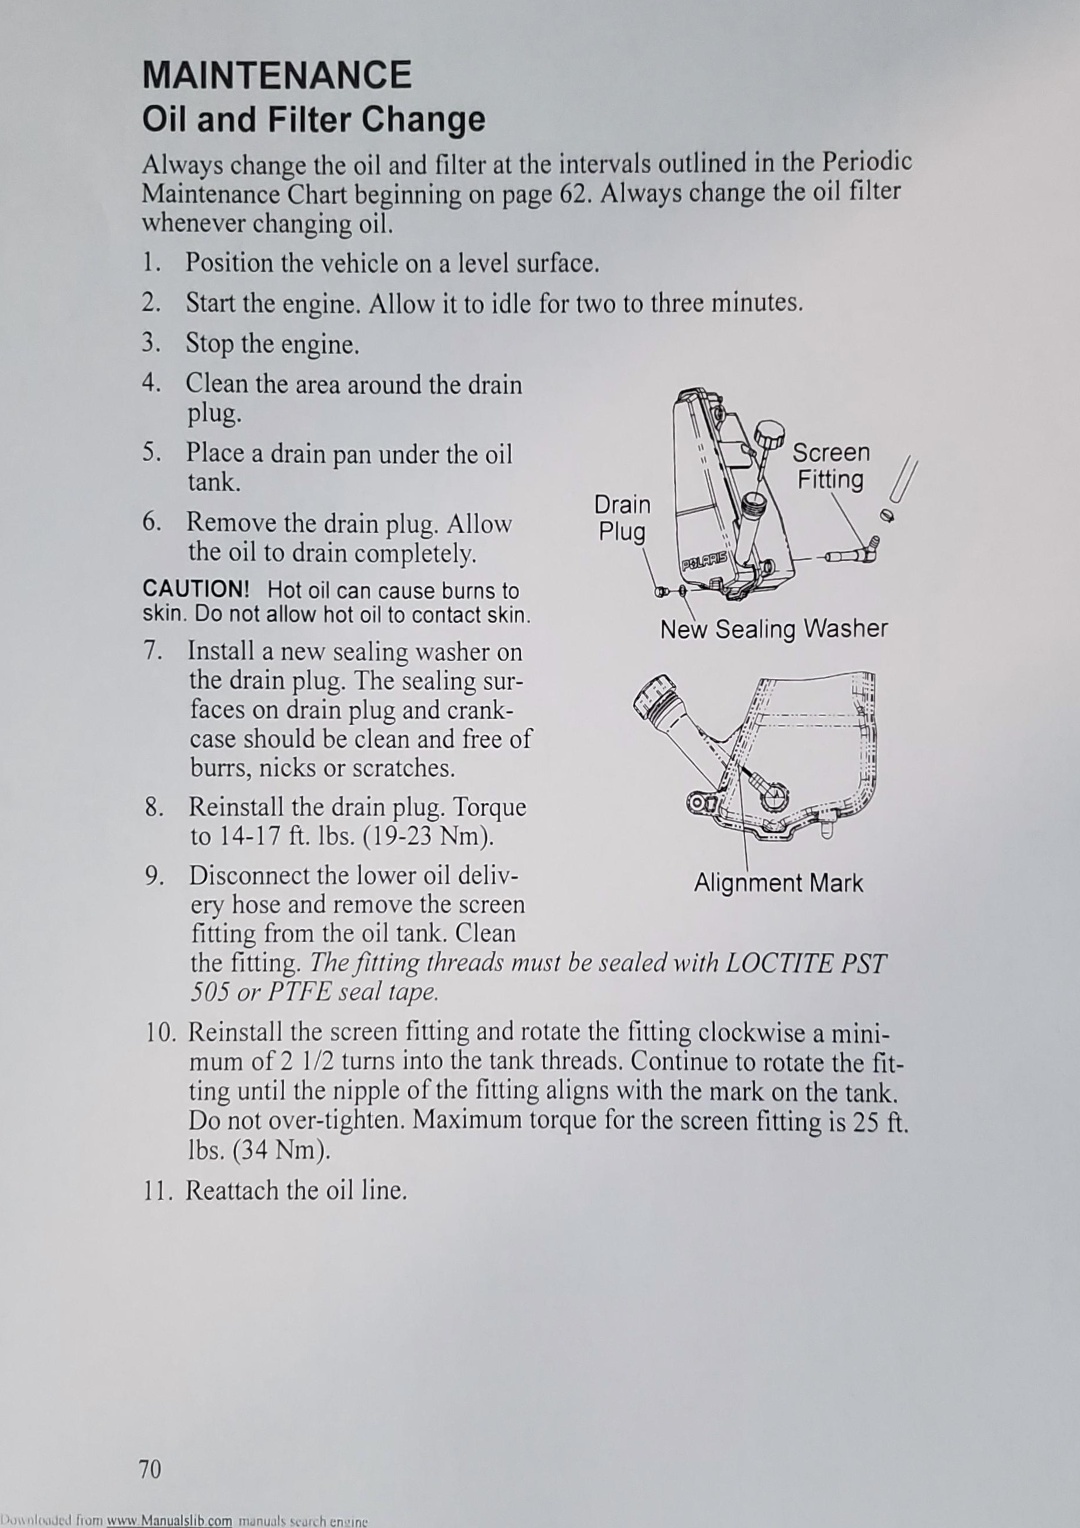 MAINTENANCE
Oil and Filter Change
Always change the oil and filter at the intervals outlined in the Periodic
Maintenance Chart beginning on page 62. Always change the oil filter
whenever changing oil.
1. Position the vehicle on a level surface.
2. Start the engine. Allow it to idle for two to three minutes.
3. Stop the engine.
4. Clean the area around the drain
plug.
5. Place a drain pan under the oil
tank.
6. Remove the drain plug. Allow
the oil to drain completely.
CAUTION! Hot oil can cause burns to
skin. Do not allow hot oil to contact skin.
7. Install a new sealing washer on
the drain plug. The sealing sur-
faces on drain plug and crank-
case should be clean and free of
burrs, nicks or scratches.
8. Reinstall the drain plug. Torque
to 14-17 ft. lbs. (19-23 Nm).
9. Disconnect the lower oil deliv-
ery hose and remove the screen
fitting from the oil tank. Clean
the fitting. The fitting threads must be sealed with LOCTITE PST
505 or PTFE seal tape.
10. Reinstall the screen fitting and rotate the fitting clockwise a mini-
mum of 2 1/2 turns into the tank threads. Continue to rotate the fit-
ting until the nipple of the fitting aligns with the mark on the tank.
Do not over-tighten. Maximum torque for the screen fitting is 25 ft.
lbs. (34 Nm).
11. Reattach the oil line.
Screen
Fitting
Drain
Plug
POLARIS
New Sealing Washer
Alignment Mark
70
Downloaded from www.Manualslib.com manuals search engine